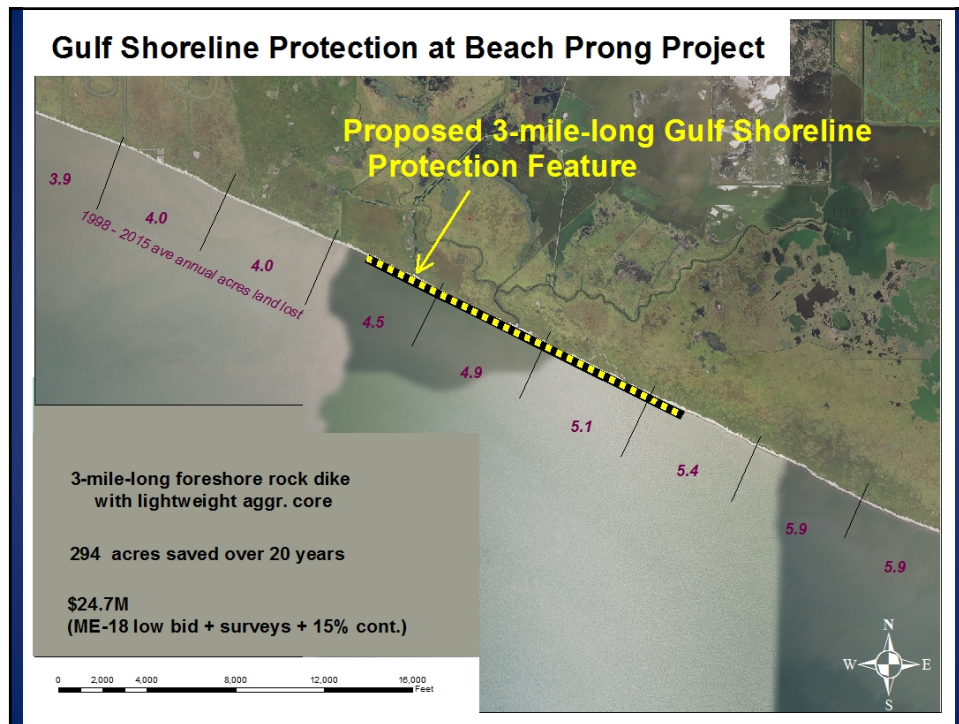 Gulf Shoreline Protection at Beach Prong Project
Proposed 3-mile-long Gulf Shoreline
Protection Feature
3.9
4.0
1998 - 2015 ave annual acres land lost
4.0
4.5
4.9
5.1
5.4
5.9
5.9
1330
3-mile-long foreshore rock dike
with lightweight aggr. core
294 acres saved over 20 years
$24.7M
(ME-18 low bid + surveys + 15% cont.)
0 2,000 4,000 8,000 12,000 16,000
Feet
N
W E
S